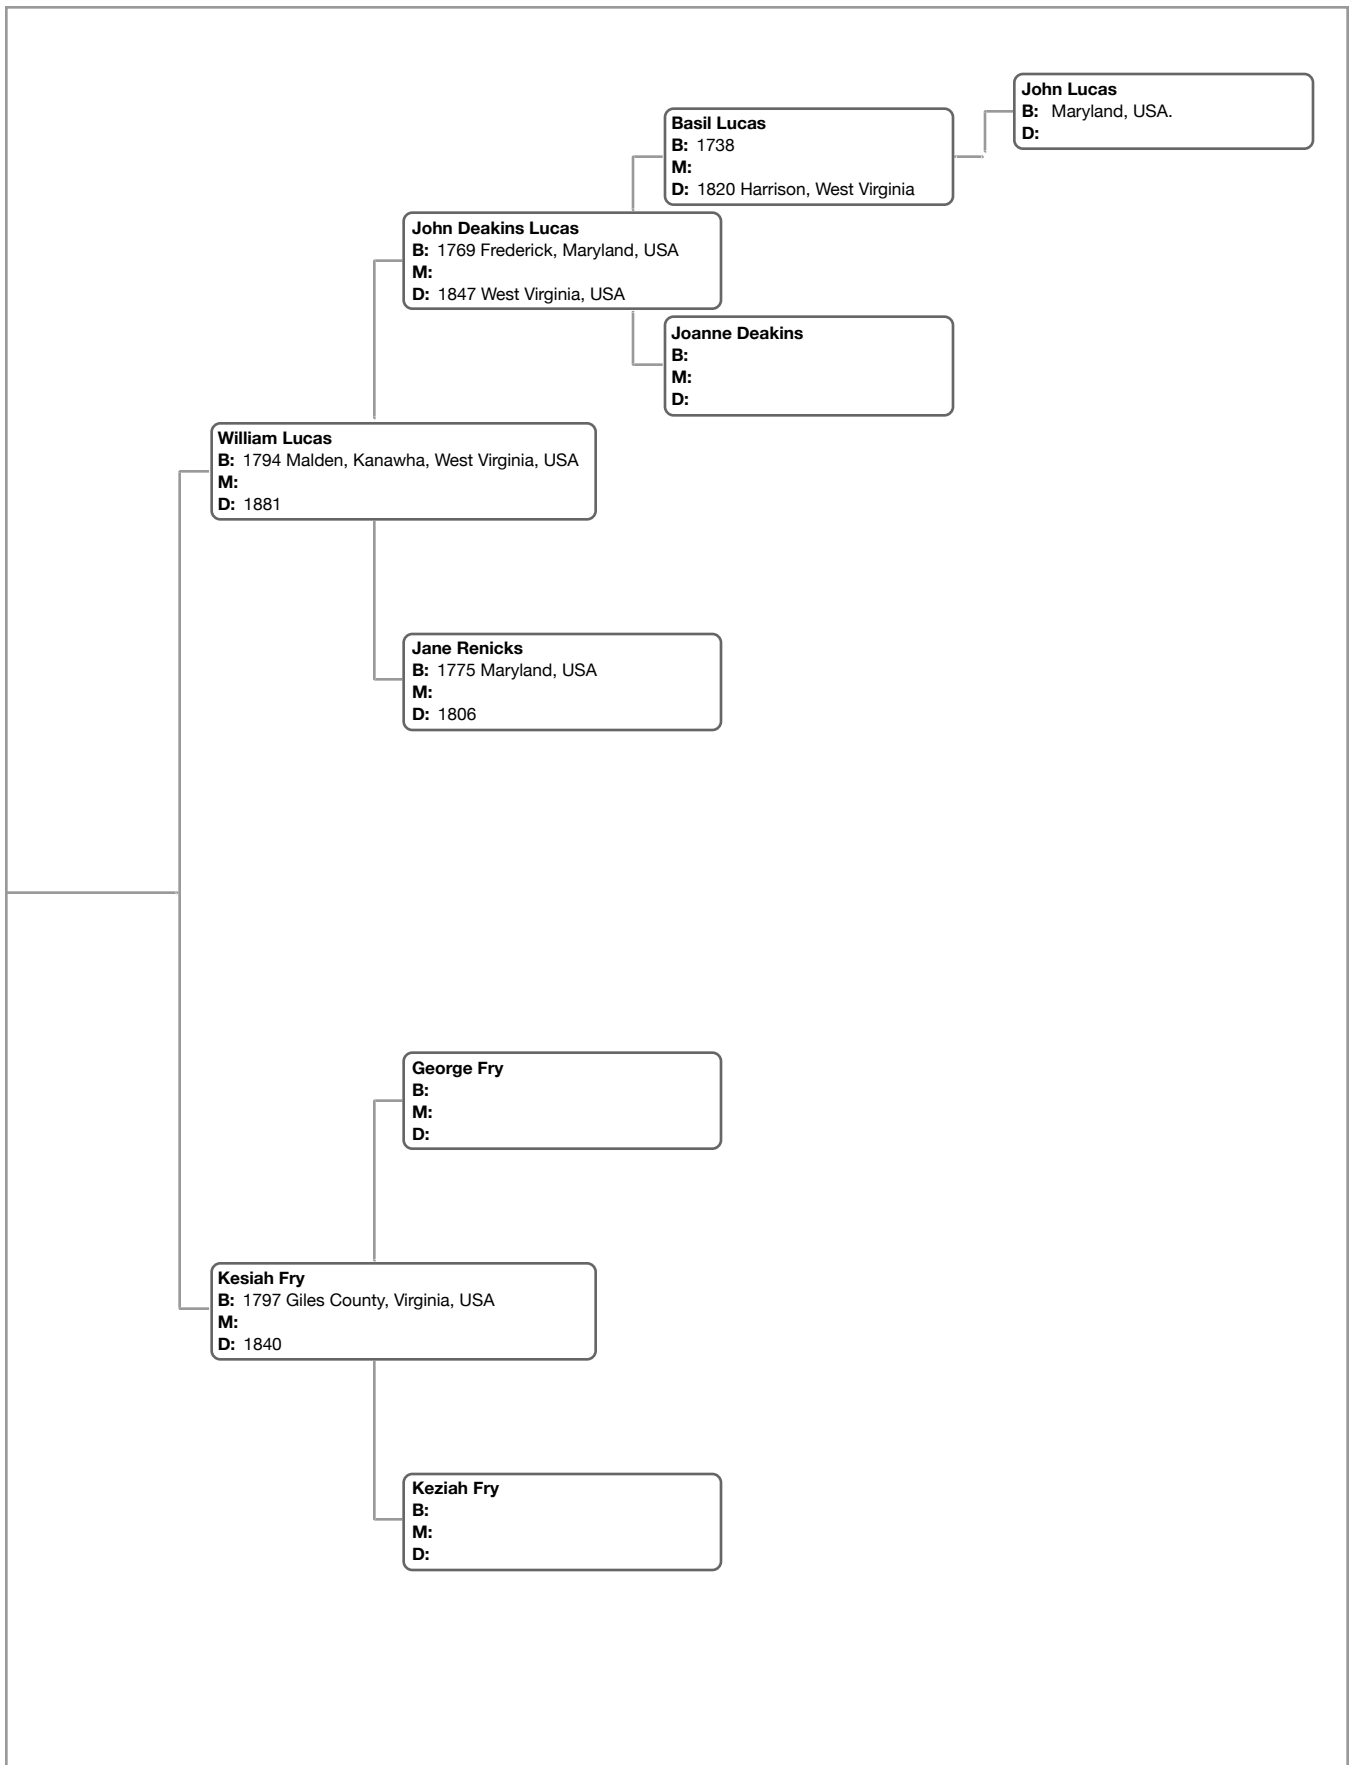 John Lucas
B: Maryland, USA.
D:
Basil Lucas
B: 1738
M:
D: 1820 Harrison, West Virginia
John Deakins Lucas
B: 1769 Frederick, Maryland, USA
M:
D: 1847 West Virginia, USA
Joanne Deakins
B:
M:
D:
William Lucas
B: 1794 Malden, Kanawha, West Virginia, USA
M:
D: 1881
Jane Renicks
B: 1775 Maryland, USA
M:
D: 1806
George Fry
B:
M:
D:
Kesiah Fry
B: 1797 Giles County, Virginia, USA
M:
D: 1840
Keziah Fry
B:
M:
D: